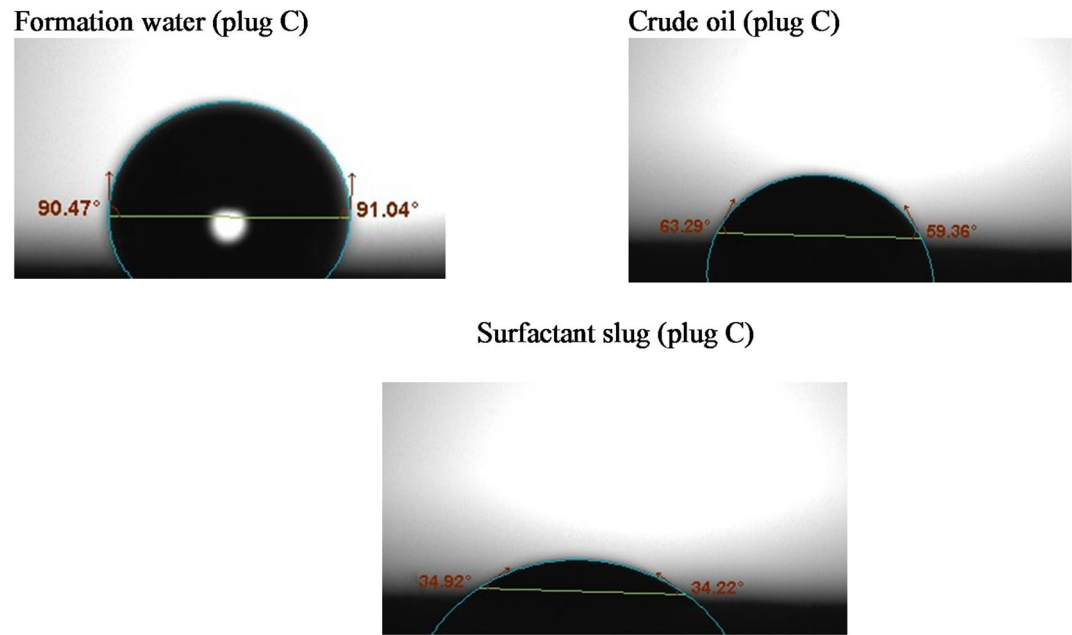 Formation water (plug C)
Crude oil (plug C)
90.47°
91.04°
63.29°
59.36°
Surfactant slug (plug C)
34.92°
34.22°